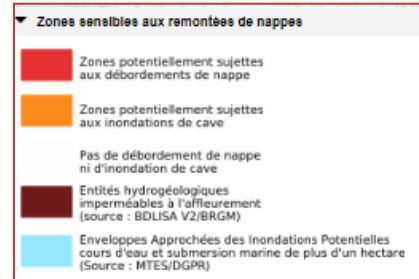 Zones sensibles aux remontées de nappes
Zones potentiellement sujettes
aux débordements de nappe
Zones potentiellement sujettes
aux inondations de cave
Pas de débordement de nappe
ni d'inondation de cave
Entités hydrogéologiques
imperméables à l'affleurement
(source : BDLISA V2/BRGM)
Enveloppes Approchées des Inondations Potentielles
cours d'eau et submersion marine de plus d'un hectare
(Source : MTES/DGPR)